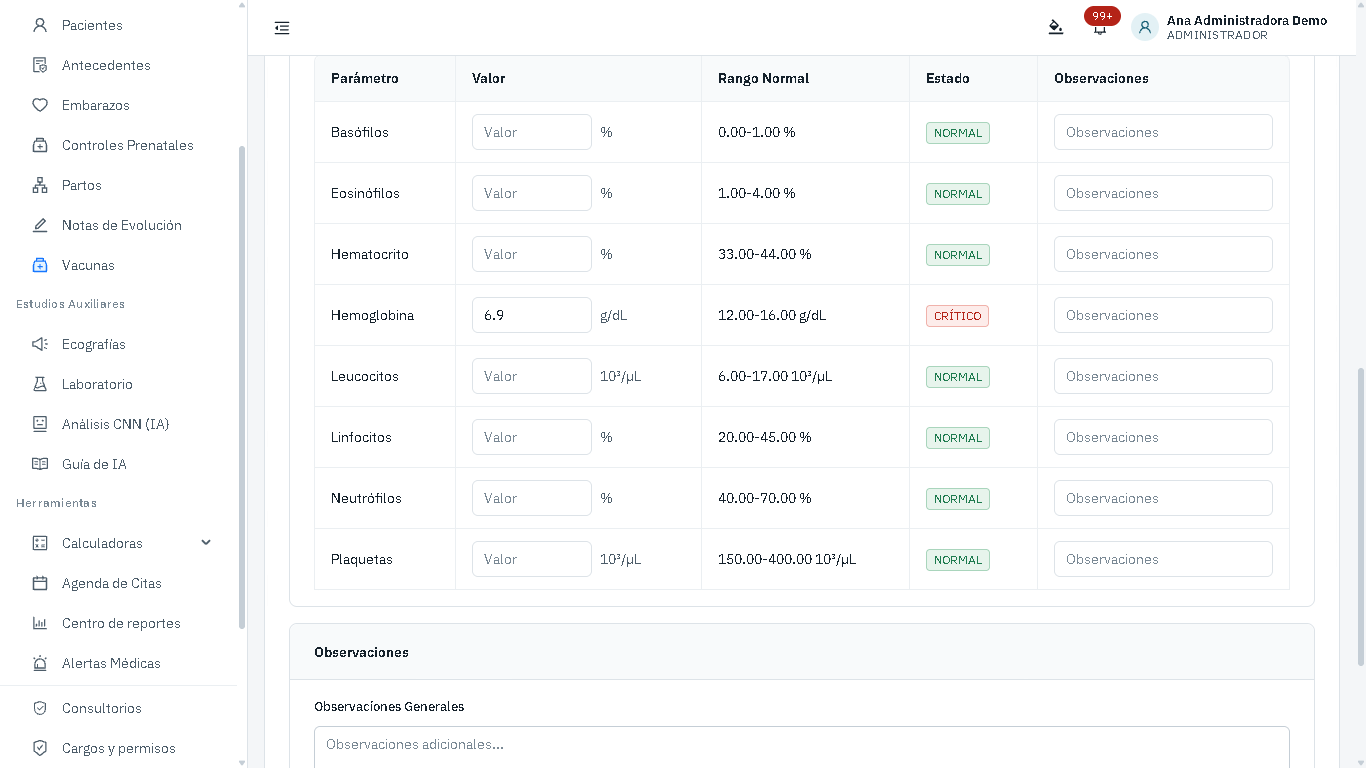 Pacientes
Antecedentes
Embarazos
Controles Prenatales
Partos
Notas de Evolución
Vacunas
Estudios Auxiliares
Ecografías
Laboratorio
Análisis CNN (IA)
Guía de IA
Herramientas
Calculadoras
Agenda de Citas
Centro de reportes
Alertas Médicas
Consultorios
Cargos y permisos
99+
Ana Administradora Demo
ADMINISTRADOR
Parámetro Valor Rango Normal Estado Observaciones
Basófilos Valor % 0.00-1.00 % NORMAL Observaciones
Eosinófilos Valor % 1.00-4.00 % NORMAL Observaciones
Hematocrito Valor % 33.00-44.00 % NORMAL Observaciones
Hemoglobina 6.9 g/dL 12.00-16.00 g/dL CRÍTICO Observaciones
Leucocitos Valor 10³/µL 6.00-17.00 10³/µL NORMAL Observaciones
Linfocitos Valor % 20.00-45.00 % NORMAL Observaciones
Neutrófilos Valor % 40.00-70.00 % NORMAL Observaciones
Plaquetas Valor 10³/µL 150.00-400.00 10³/µL NORMAL Observaciones
Observaciones
Observaciones Generales
Observaciones adicionales...